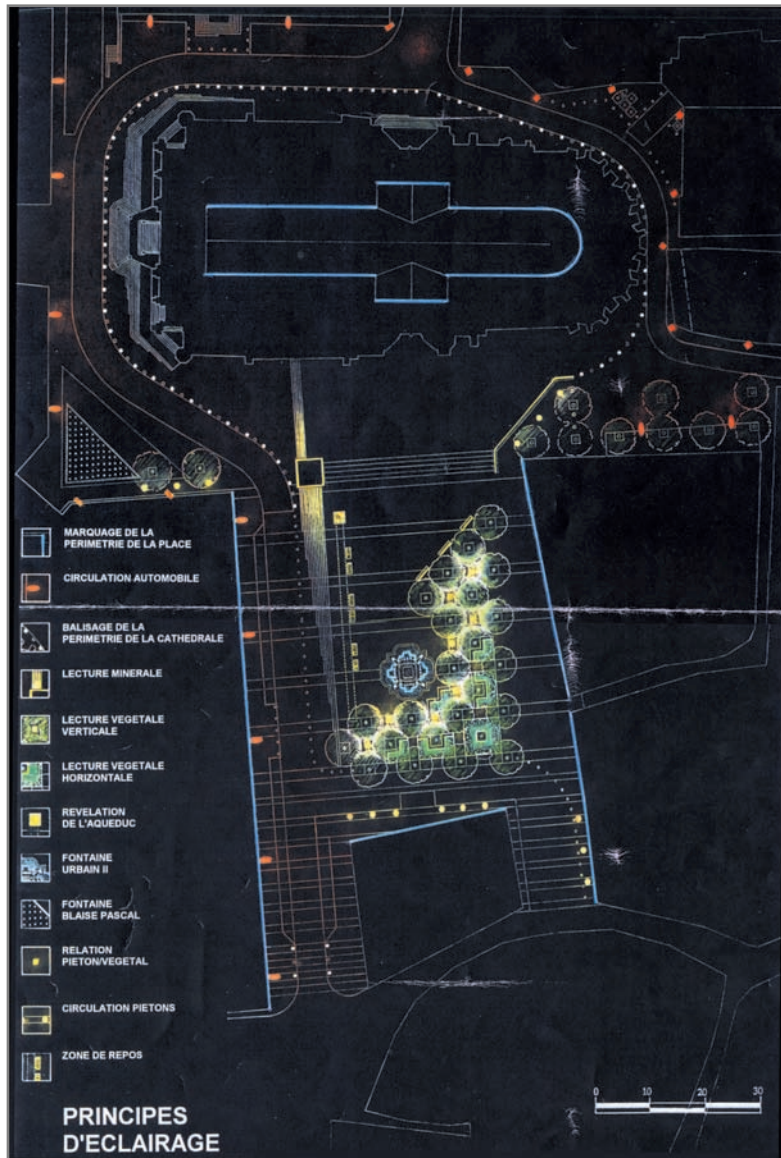 MARQUAGE DE LA
PERIMETRIE DE LA PLACE
CIRCULATION AUTOMOBILE
BALISAGE DE LA
PERIMETRIE DE LA CATHEDRALE
LECTURE MINERALE
LECTURE VEGETALE
VERTICALE
LECTURE VEGETALE
HORIZONTALE
REVELATION
DE L'AQUEDUC
FONTAINE
URBAIN II
FONTAINE
BLAISE PASCAL
RELATION
PIETON/VEGETAL
CIRCULATION PIETONS
ZONE DE REPOS
0 10 20 30
PRINCIPES
D'ECLAIRAGE